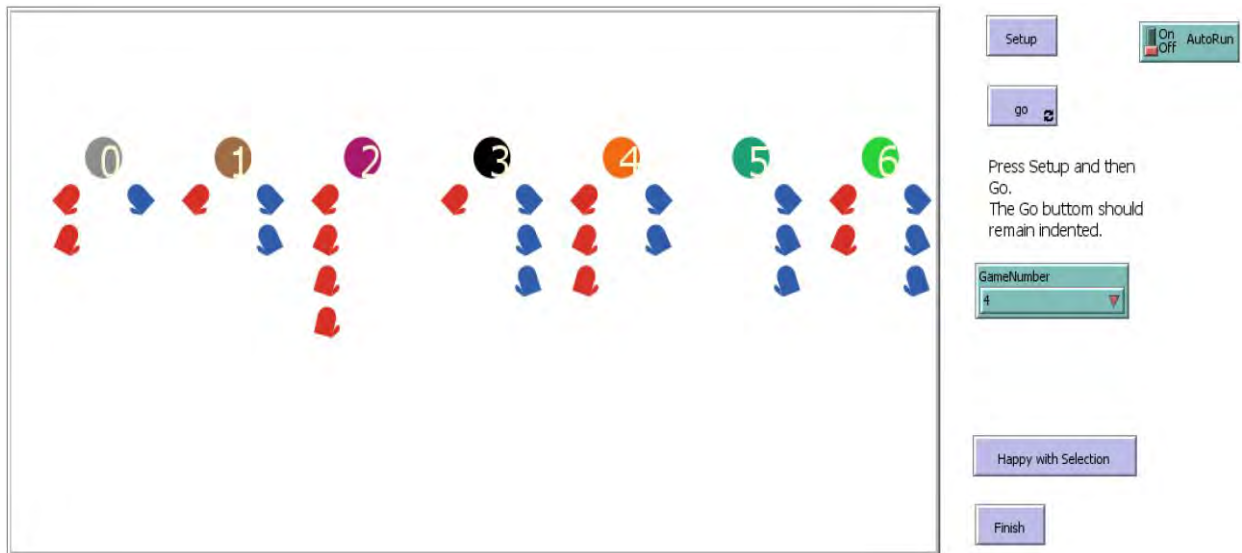 Setup
On
Off
AutoRun
go
0
1
2
3
4
5
6
Press Setup and then
Go.
The Go buttom should
remain indented.
GameNumber
4
Happy with Selection
Finish